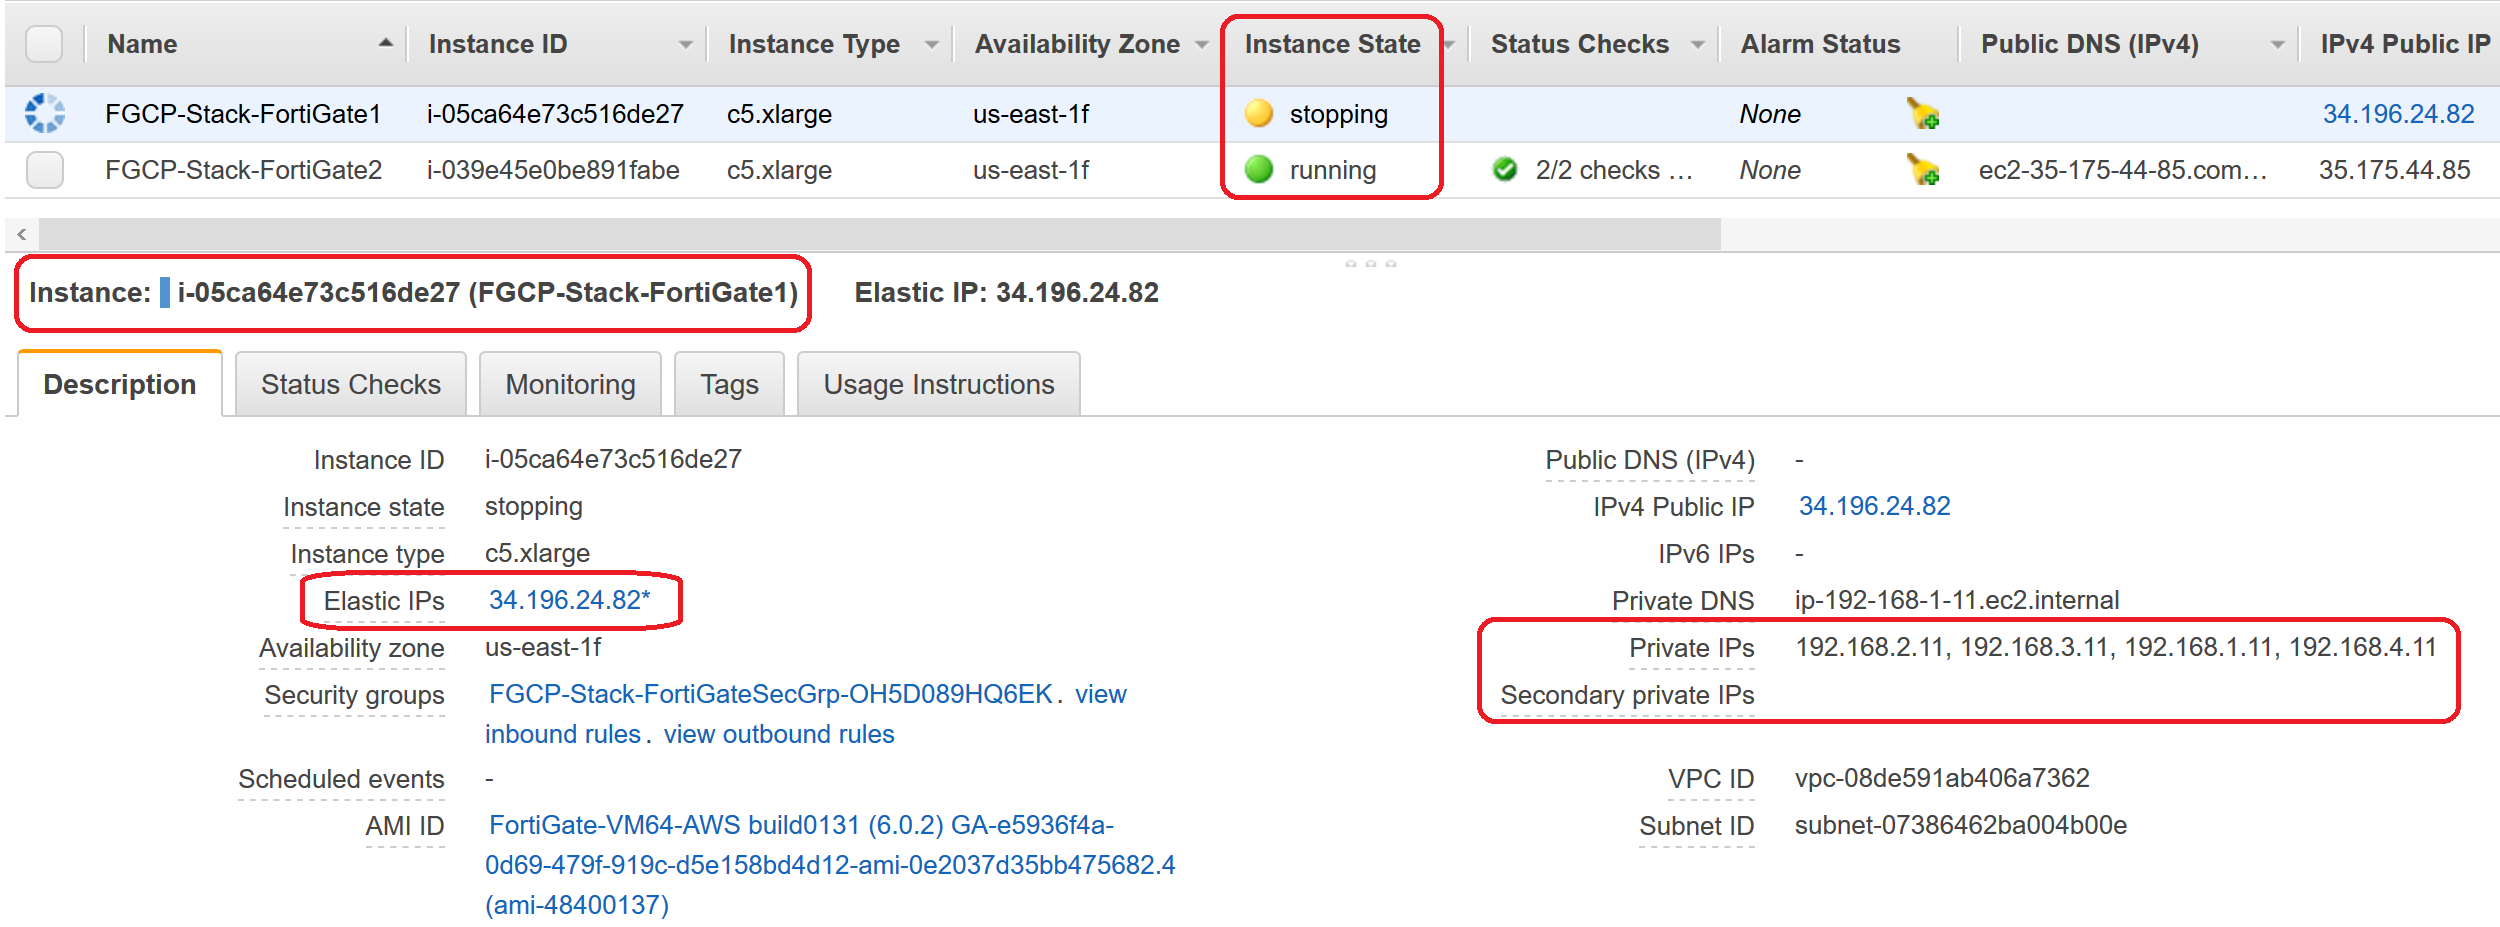 Name Instance ID Instance Type Availability Zone Instance State Status Checks Alarm Status Public DNS (IPv4) IPv4 Public IP
FGCP-Stack-FortiGate1 i-05ca64e73c516de27 c5.xlarge us-east-1f stopping None 34.196.24.82
FGCP-Stack-FortiGate2 i-039e45e0be891fabe c5.xlarge us-east-1f running 2/2 checks … None ec2-35-175-44-85.com… 35.175.44.85
Instance: i-05ca64e73c516de27 (FGCP-Stack-FortiGate1) Elastic IP: 34.196.24.82
Description Status Checks Monitoring Tags Usage Instructions
Instance ID i-05ca64e73c516de27 Public DNS (IPv4) -
Instance state stopping IPv4 Public IP 34.196.24.82
Instance type c5.xlarge IPv6 IPs -
Elastic IPs 34.196.24.82* Private DNS ip-192-168-1-11.ec2.internal
Availability zone us-east-1f Private IPs 192.168.2.11, 192.168.3.11, 192.168.1.11, 192.168.4.11
Security groups FGCP-Stack-FortiGateSecGrp-OH5D089HQ6EK. view Secondary private IPs
inbound rules. view outbound rules
Scheduled events - VPC ID vpc-08de591ab406a7362
AMI ID FortiGate-VM64-AWS build0131 (6.0.2) GA-e5936f4a- Subnet ID subnet-07386462ba004b00e
0d69-479f-919c-d5e158bd4d12-ami-0e2037d35bb475682.4
(ami-48400137)